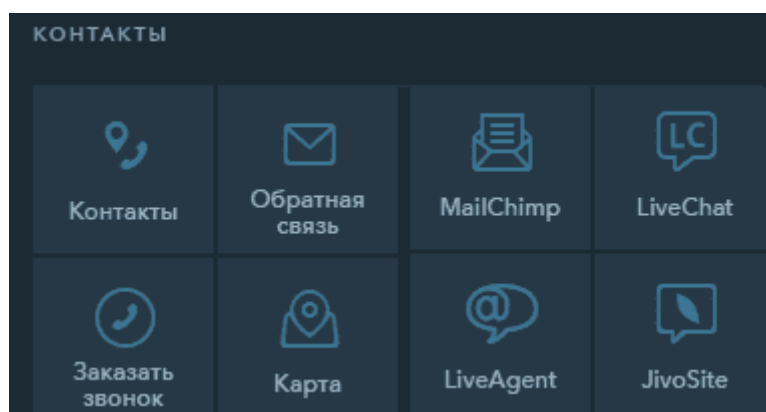 КОНТАКТЫ
Контакты
Обратная
связь
MailChimp
LC
LiveChat
Заказать
звонок
Карта
@
LiveAgent
JivoSite